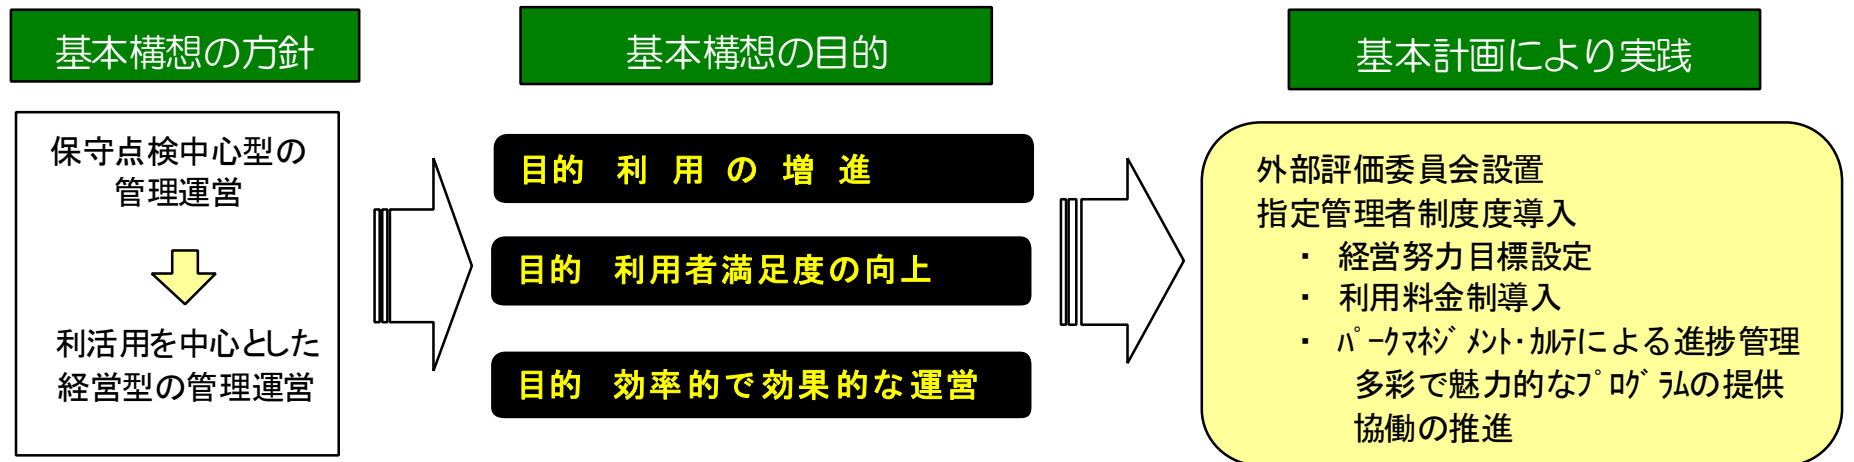 基本構想の方針
保守点検中心型の
管理運営
利活用を中心とした
経営型の管理運営
基本構想の目的
目的 利用の増進
目的 利用者満足度の向上
目的 効率的で効果的な運営
基本計画により実践
外部評価委員会設置
指定管理者制度度導入
・ 経営努力目標設定
・ 利用料金制導入
・ ﾊﾟｰｸﾏﾈｼﾞﾒﾝﾄ・ｶﾙﾃによる進捗管理
多彩で魅力的なﾌﾟﾛｸﾞﾗﾑの提供
協働の推進